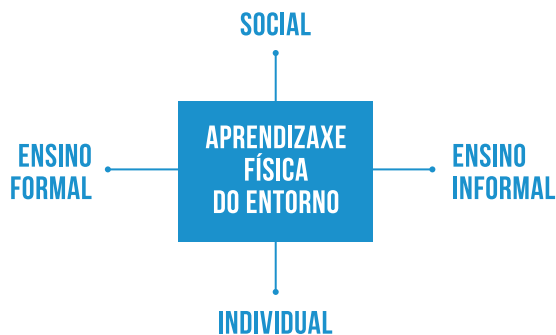 SOCIAL
ENSINO
FORMAL
APRENDIZAXE
FÍSICA
DO ENTORNO
ENSINO
INFORMAL
INDIVIDUAL